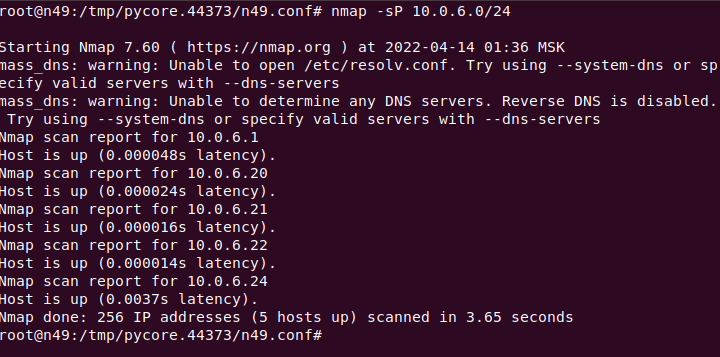 root@n49:/tmp/pycore.44373/n49.conf# nmap -sP 10.0.6.0/24
Starting Nmap 7.60 ( https://nmap.org ) at 2022-04-14 01:36 MSK
mass_dns: warning: Unable to open /etc/resolv.conf. Try using --system-dns or sp
ecify valid servers with --dns-servers
mass_dns: warning: Unable to determine any DNS servers. Reverse DNS is disabled.
 Try using --system-dns or specify valid servers with --dns-servers
Nmap scan report for 10.0.6.1
Host is up (0.000048s latency).
Nmap scan report for 10.0.6.20
Host is up (0.000024s latency).
Nmap scan report for 10.0.6.21
Host is up (0.000016s latency).
Nmap scan report for 10.0.6.22
Host is up (0.000014s latency).
Nmap scan report for 10.0.6.24
Host is up (0.0037s latency).
Nmap done: 256 IP addresses (5 hosts up) scanned in 3.65 seconds
root@n49:/tmp/pycore.44373/n49.conf#